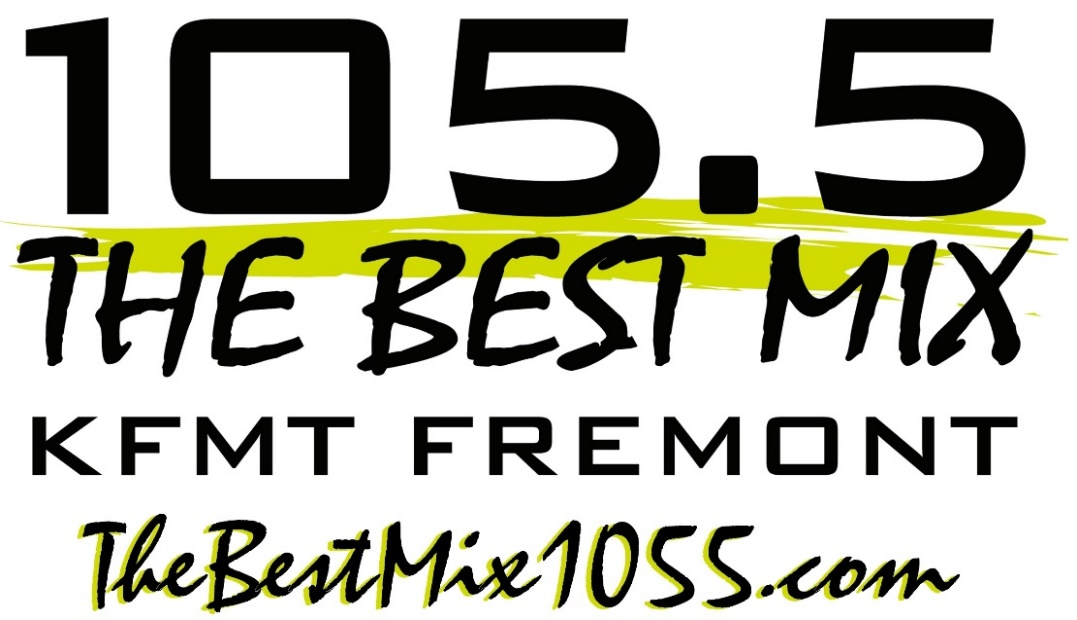 105.5
THE BEST MIX
KFMT FREMONT
TheBestMix1055.com